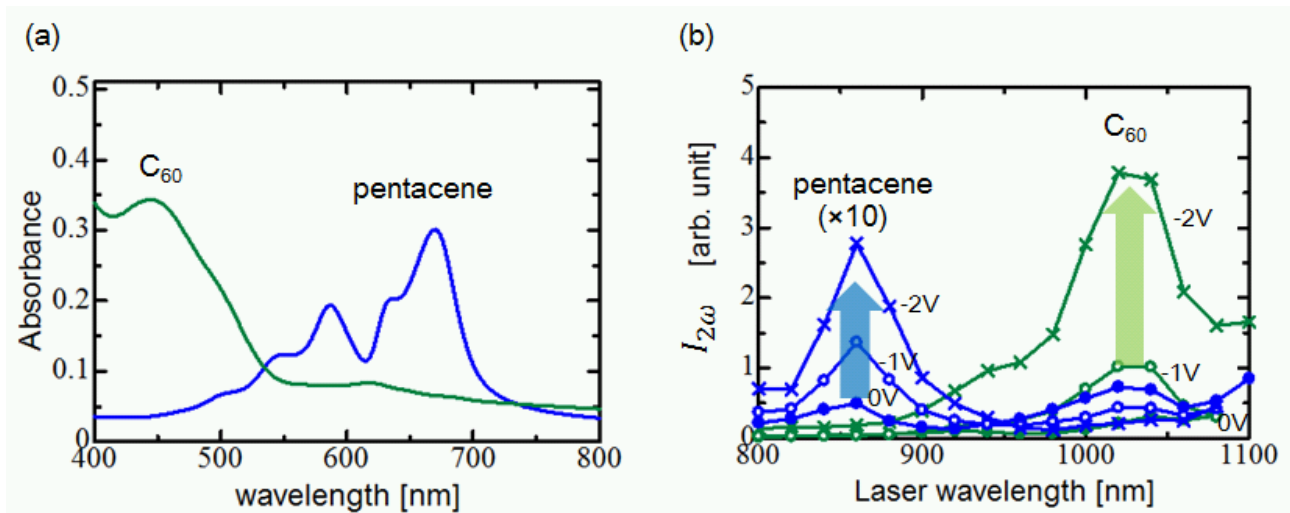 (a)
0.5
0.4
0.3
0.2
0.1
0
Absorbance
C₆₀
pentacene
400 500 600 700 800
wavelength [nm]
(b)
5
4
3
2
1
0
I₂ω [arb. unit]
C₆₀
pentacene
(×10)
-2V
-2V
-1V
-1V
0V
0V
800 900 1000 1100
Laser wavelength [nm]